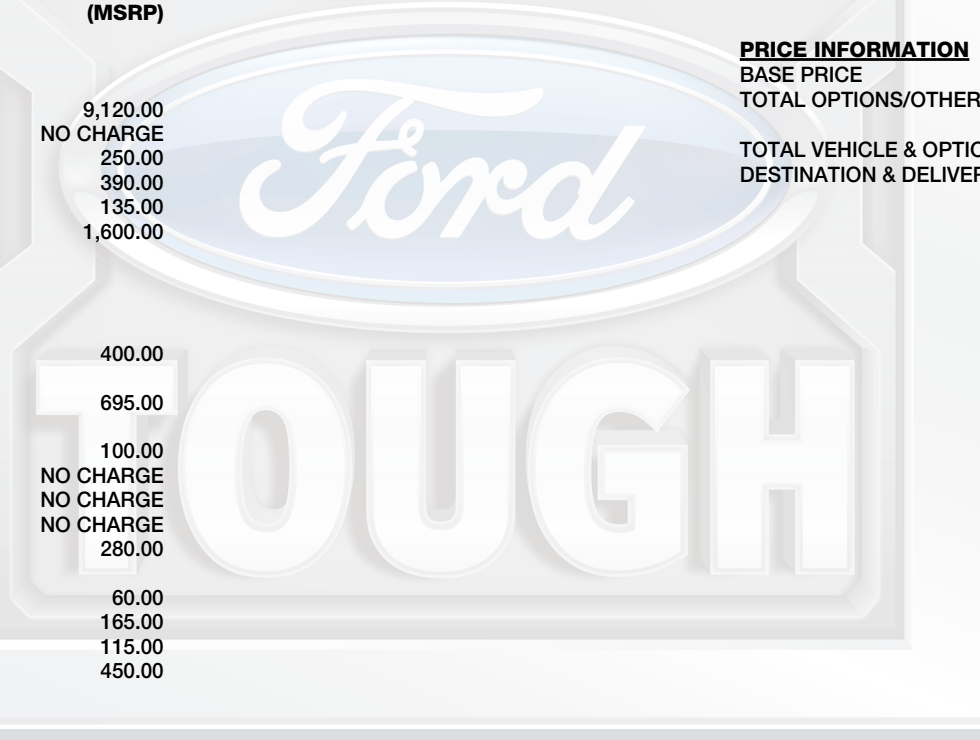 (MSRP)
9,120.00
NO CHARGE
250.00
390.00
135.00
1,600.00
400.00
695.00
100.00
NO CHARGE
NO CHARGE
NO CHARGE
280.00
60.00
165.00
115.00
450.00
PRICE INFORMATION
BASE PRICE
TOTAL OPTIONS/OTHER
TOTAL VEHICLE & OPTIO
DESTINATION & DELIVER
Ford
TOUGH